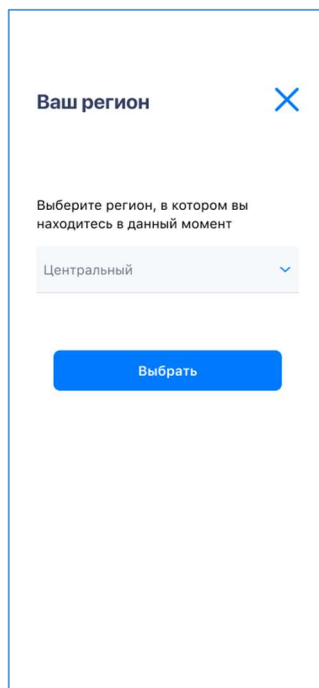 Ваш регион
Выберите регион, в котором вы
находитесь в данный момент
Центральный
Выбрать